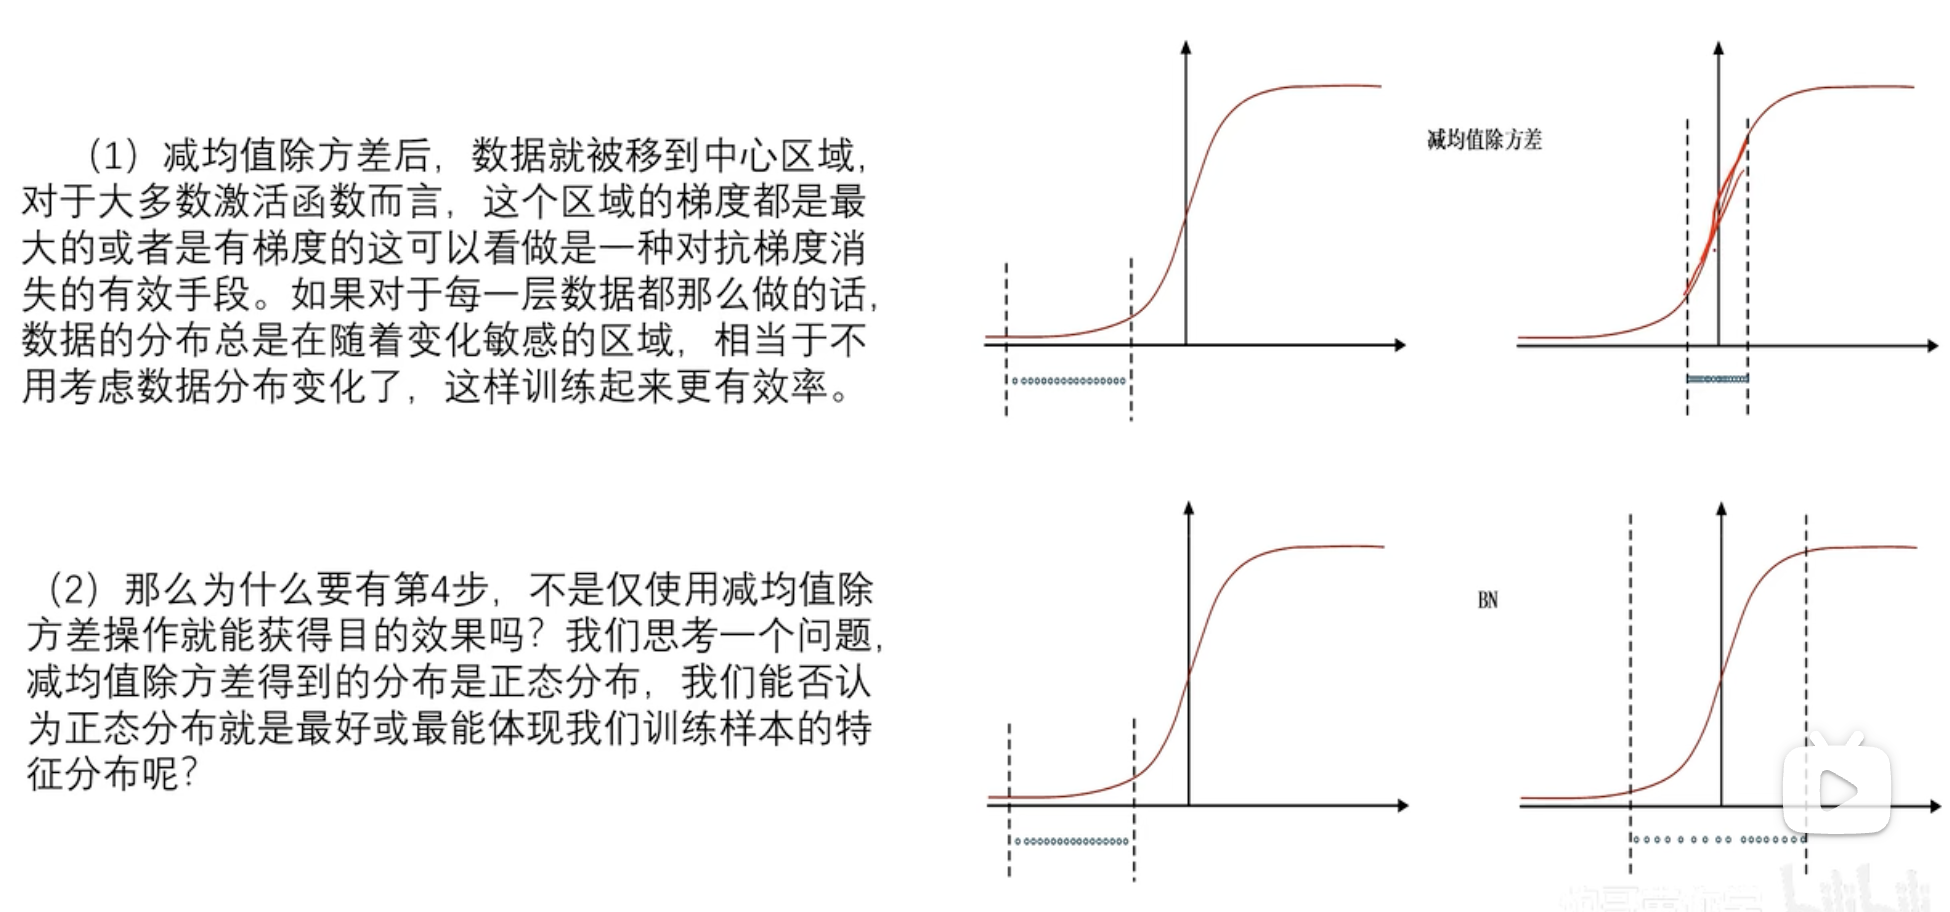 （1）减均值除方差后，数据就被移到中心区域，
对于大多数激活函数而言，这个区域的梯度都是最
大的或者是有梯度的这可以看做是一种对抗梯度消
失的有效手段。如果对于每一层数据都那么做的话，
数据的分布总是在随着变化敏感的区域，相当于不
用考虑数据分布变化了，这样训练起来更有效率。
减均值除方差
（2）那么为什么要有第4步，不是仅使用减均值除
方差操作就能获得目的效果吗？我们思考一个问题，
减均值除方差得到的分布是正态分布，我们能否认
为正态分布就是最好或最能体现我们训练样本的特
征分布呢？
BN